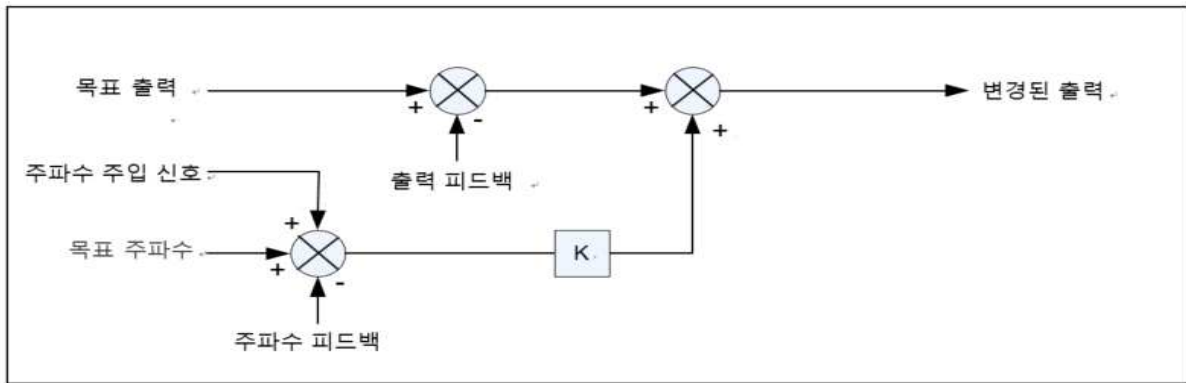 목표 출력
변경된 출력
+
-
+
+
주파수 주입 신호
출력 피드백
+
목표 주파수
+
-
K
주파수 피드백